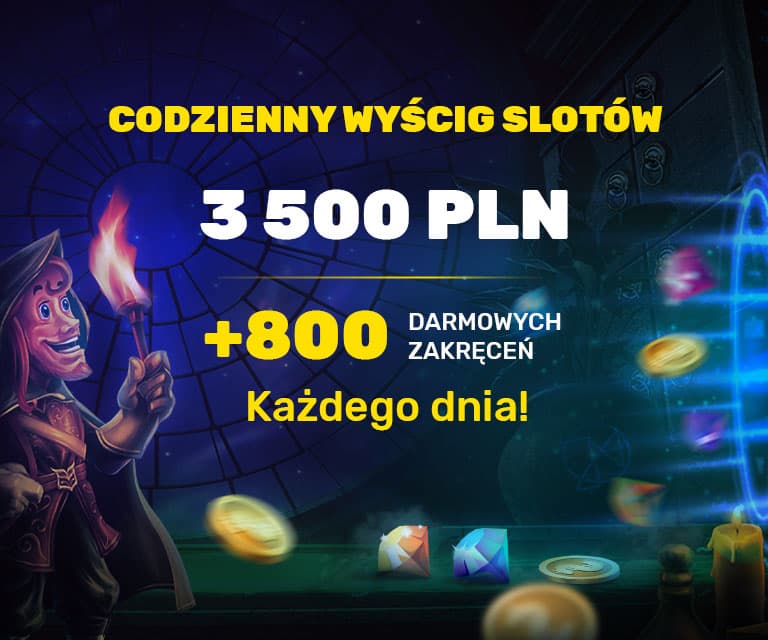 CODZIENNY WYŚCIG SLOTÓW
3 500 PLN
+800 DARMOWYCH
ZAKRĘCEŃ
Każdego dnia!